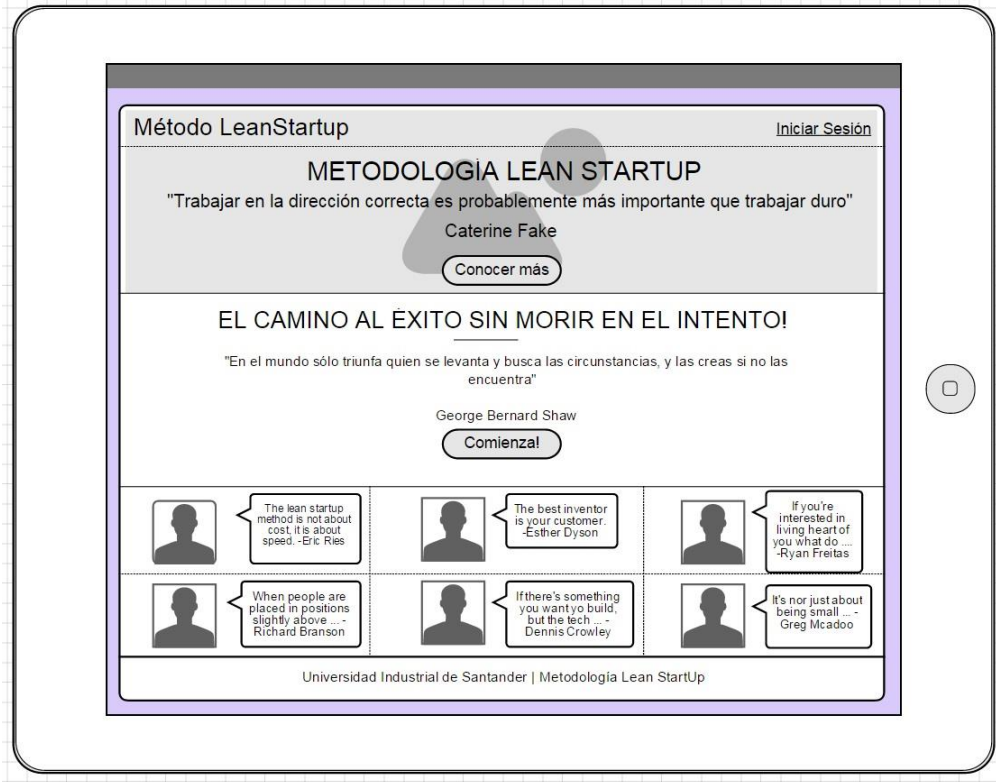 Método LeanStartup
Iniciar Sesión
METODOLOGÍA LEAN STARTUP
"Trabajar en la dirección correcta es probablemente más importante que trabajar duro"
Caterine Fake
Conocer más
EL CAMINO AL ÉXITO SIN MORIR EN EL INTENTO!
"En el mundo sólo triunfa quien se levanta y busca las circunstancias, y las creas si no las
encuentra"
George Bernard Shaw
Comienza!
The lean startup
method is not about
cost, it is about
speed. -Eric Ries
The best inventor
is your customer.
-Esther Dyson
If you're
interested in
living heart of
you what do ....
-Ryan Freitas
When people are
placed in positions
slightly above ... -
Richard Branson
If there's something
you want yo build,
but the tech ... -
Dennis Crowley
It's nor just about
being small ... -
Greg Mcadoo
Universidad Industrial de Santander | Metodología Lean StartUp